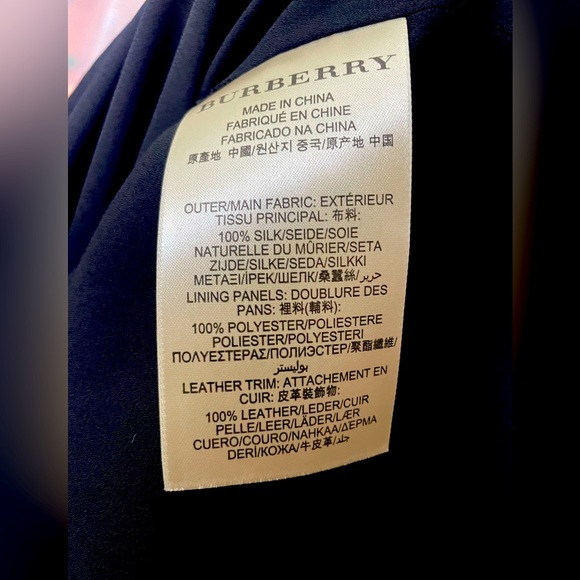 BURBERRY
MADE IN CHINA
FABRIQUÉ EN CHINE
FABRICADO NA CHINA
原產地 中國/원산지 중국/原产地 中国
OUTER/MAIN FABRIC: EXTÉRIEUR
TISSU PRINCIPAL: 布料:
100% SILK/SEIDE/SOIE
NATURELLE DU MÛRIER/SETA
ZIJDE/SILKE/SEDA/SILKKI
ΜΕΤΑΞΙ/İPEK/ШЕЛК/桑蠶絲/حرير
LINING PANELS: DOUBLURE DES
PANS: 裡料(輔料):
100% POLYESTER/POLIESTERE
POLIESTER/POLYESTERI
ΠΟΛΥΕΣΤΕΡΑΣ/ПОЛИЭСТЕР/聚酯纖維/
بوليستر
LEATHER TRIM: ATTACHEMENT EN
CUIR: 皮革裝飾物:
100% LEATHER/LEDER/CUIR
PELLE/LEER/LÄDER/LÆR
CUERO/COURO/NAHKAA/ΔΕΡΜΑ
DERİ/КОЖА/牛皮革/جلد